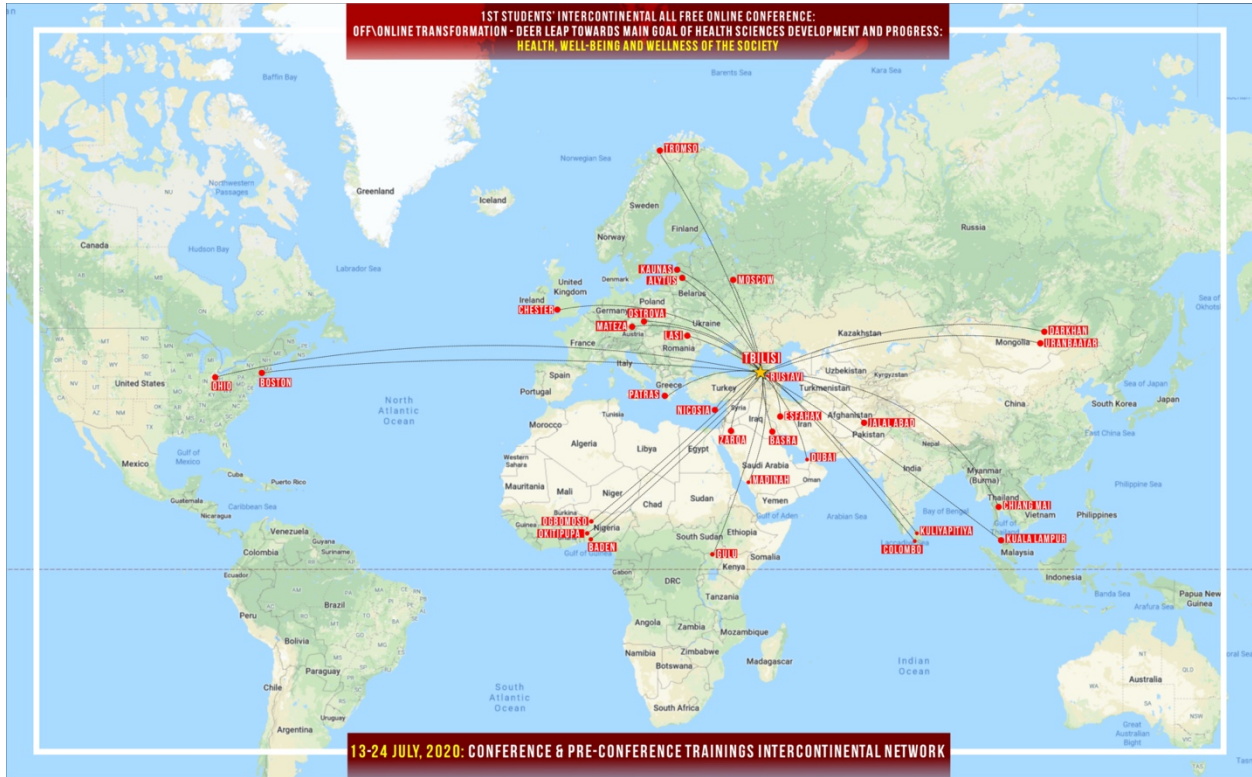 1ST STUDENTS' INTERCONTINENTAL ALL FREE ONLINE CONFERENCE:
OFF\ONLINE TRANSFORMATION - DEER LEAP TOWARDS MAIN GOAL OF HEALTH SCIENCES DEVELOPMENT AND PROGRESS:
HEALTH, WELL-BEING AND WELLNESS OF THE SOCIETY
Baffin Bay
Barents Sea
Kara Sea
Norwegian Sea
TROMSO
Northwestern
Passages
Greenland
Iceland
Sweden
Finland
Norway
Russia
Canada
Hudson Bay
Labrador Sea
KAUNAS
ALYTUS
MOSCOW
Denmark
United
Kingdom
Ireland
Belarus
CHESTER
Germany
Poland
OSTROVA
MATEZA
Austria
Ukraine
LASI
Romania
France
Kazakhstan
DARKHAN
Mongolia
URANBAATAR
Sea of
Okhotsk
TBILISI
RUSTAVI
Italy
Spain
Portugal
Greece
PATRAS
Turkey
Uzbekistan
Kyrgyzstan
Turkmenistan
OHIO
BOSTON
United States
China
Sea of Japan
South Korea
Japan
North
Atlantic
Ocean
NICOSIA
Syria
Iraq
ESFAHAK
Iran
Afghanistan
JALALABAD
Pakistan
Tunisia
Morocco
ZARQA
BASRA
East China Sea
Nepal
Algeria
Libya
Egypt
DUBAI
Western
Sahara
Saudi Arabia
MADINAH
Oman
India
Myanmar
(Burma)
Mexico
Gulf of
Mexico
Cuba
Puerto Rico
Mauritania
Mali
Niger
Chad
Sudan
Yemen
Gulf of Aden
Arabian Sea
Bay of Bengal
Thailand
CHIANG MAI
Vietnam
Philippine Sea
Philippines
Guatemala
Nicaragua
Caribbean Sea
Burkina
Guinea
OGBOMOSO
Nigeria
OKITIPUPA
BADEN
Gulf of Guinea
South Sudan
Ethiopia
Somalia
GULU
Kenya
Laccadive Sea
KULIYAPITIYA
COLOMBO
Gulf of
Thailand
KUALA LAMPUR
Malaysia
Venezuela
Guyana
Suriname
Colombia
Ecuador
Gabon
DRC
Tanzania
Indonesia
Banda Sea
Arafura Sea
Papua New
Guinea
Peru
Brazil
Bolivia
Angola
Zambia
Mozambique
Namibia
Zimbabwe
Botswana
Madagascar
Paraguay
Chile
Uruguay
Argentina
South
Atlantic
Ocean
South Africa
Indian
Ocean
Coral Sea
Australia
Great
Australian
Bight
13-24 JULY, 2020: CONFERENCE & PRE-CONFERENCE TRAININGS INTERCONTINENTAL NETWORK